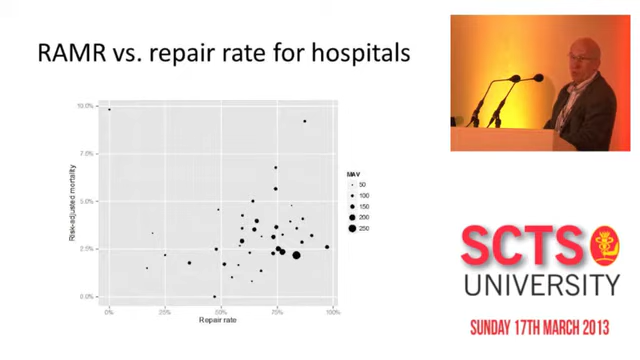 RAMR vs. repair rate for hospitals
10.0%
7.5%
5.0%
2.5%
0.0%
Risk-adjusted mortality
0%
25%
50%
75%
100%
Repair rate
MAV
50
100
150
200
250
SCTS
UNIVERSITY
SUNDAY 17TH MARCH 2013